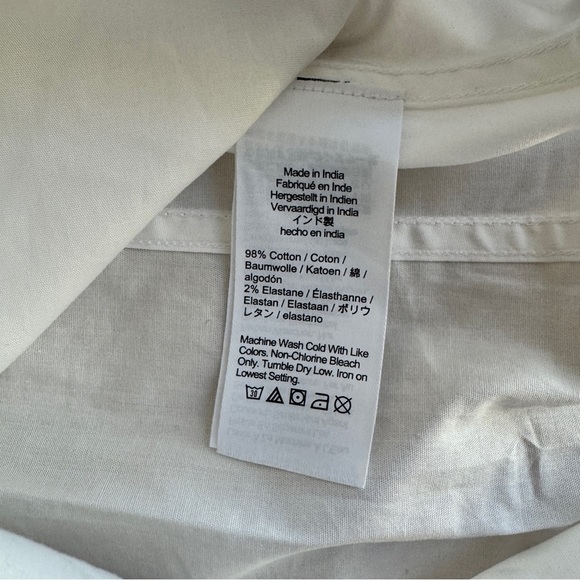 Made in India
Fabriqué en Inde
Hergestellt in Indien
Vervaardigd in India
インド製
hecho en india
98% Cotton / Coton /
Baumwolle / Katoen / 綿 /
algodón
2% Elastane / Élasthanne /
Elastan / Elastaan / ポリウ
レタン / elastano
Machine Wash Cold With Like
Colors. Non-Chlorine Bleach
Only. Tumble Dry Low. Iron on
Lowest Setting.
30